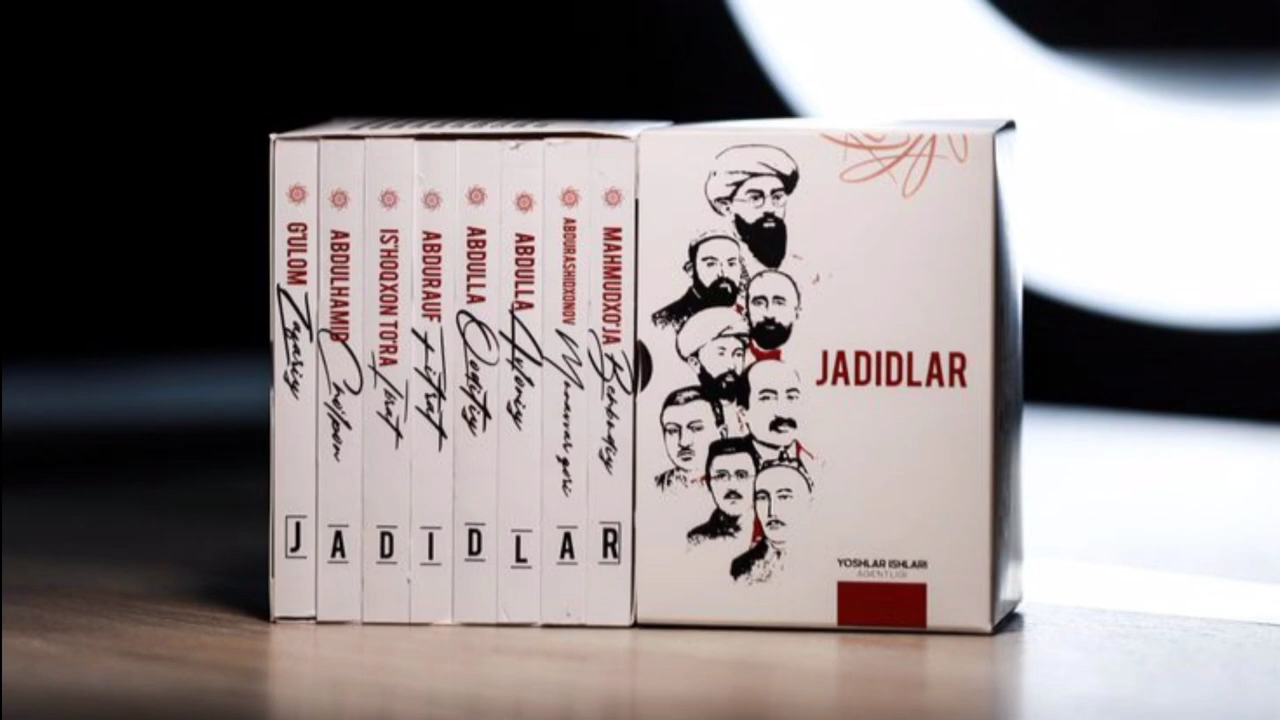 G'ULOM Zafariy
ABDULHAMID Cho'lpon
IS'HOQXON TO'RA Ibrat
ABDURAUF Fitrat
ABDULLA Qodiriy
ABDULLA Avloniy
ABDURASHIDXONOV Munavvar qori
MAHMUDXO'JA Behbudiy
J A D I D L A R
JADIDLAR
YOSHLAR ISHLARI
AGENTLIGI